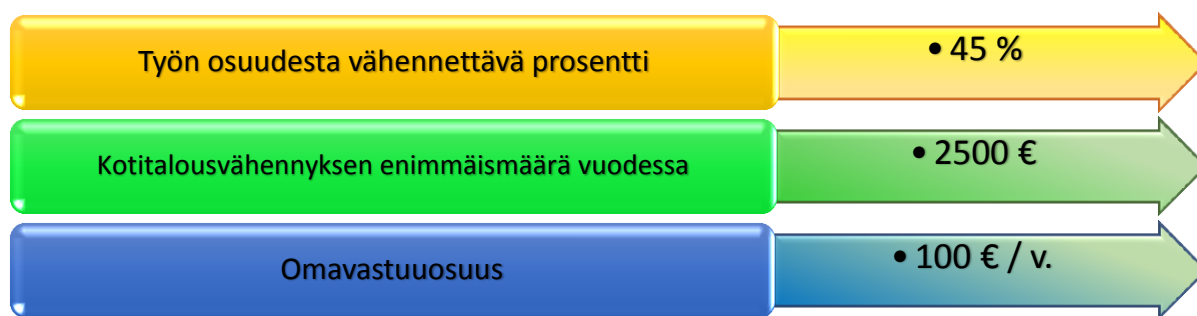 Työn osuudesta vähennettävä prosentti
• 45 %
Kotitalousvähennyksen enimmäismäärä vuodessa
• 2500 €
Omavastuuosuus
• 100 € / v.